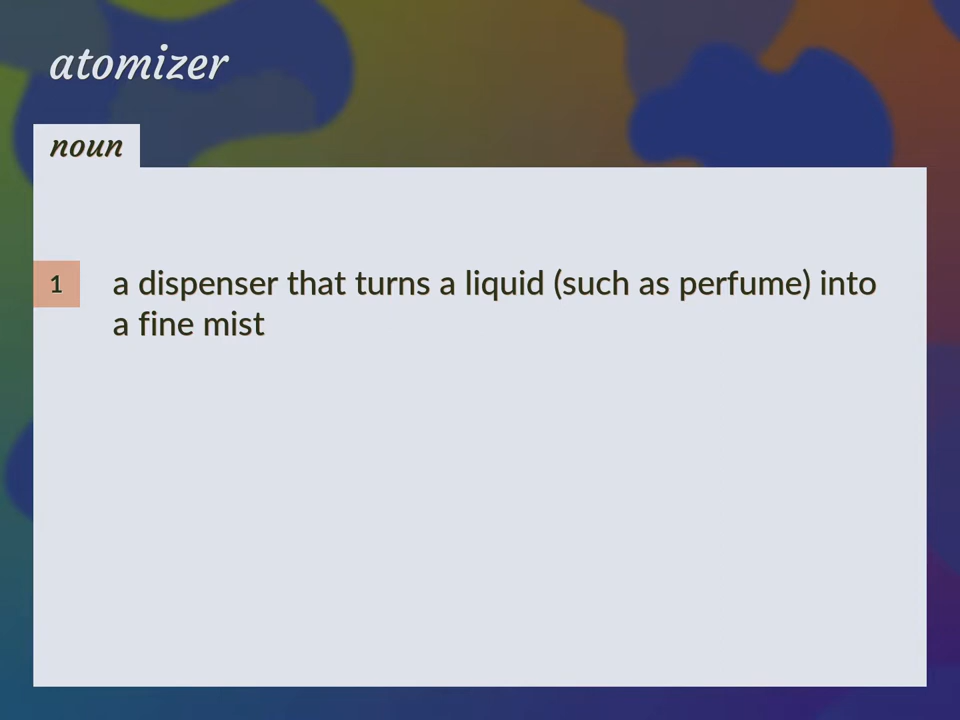 atomizer
noun
1 a dispenser that turns a liquid (such as perfume) into
a fine mist